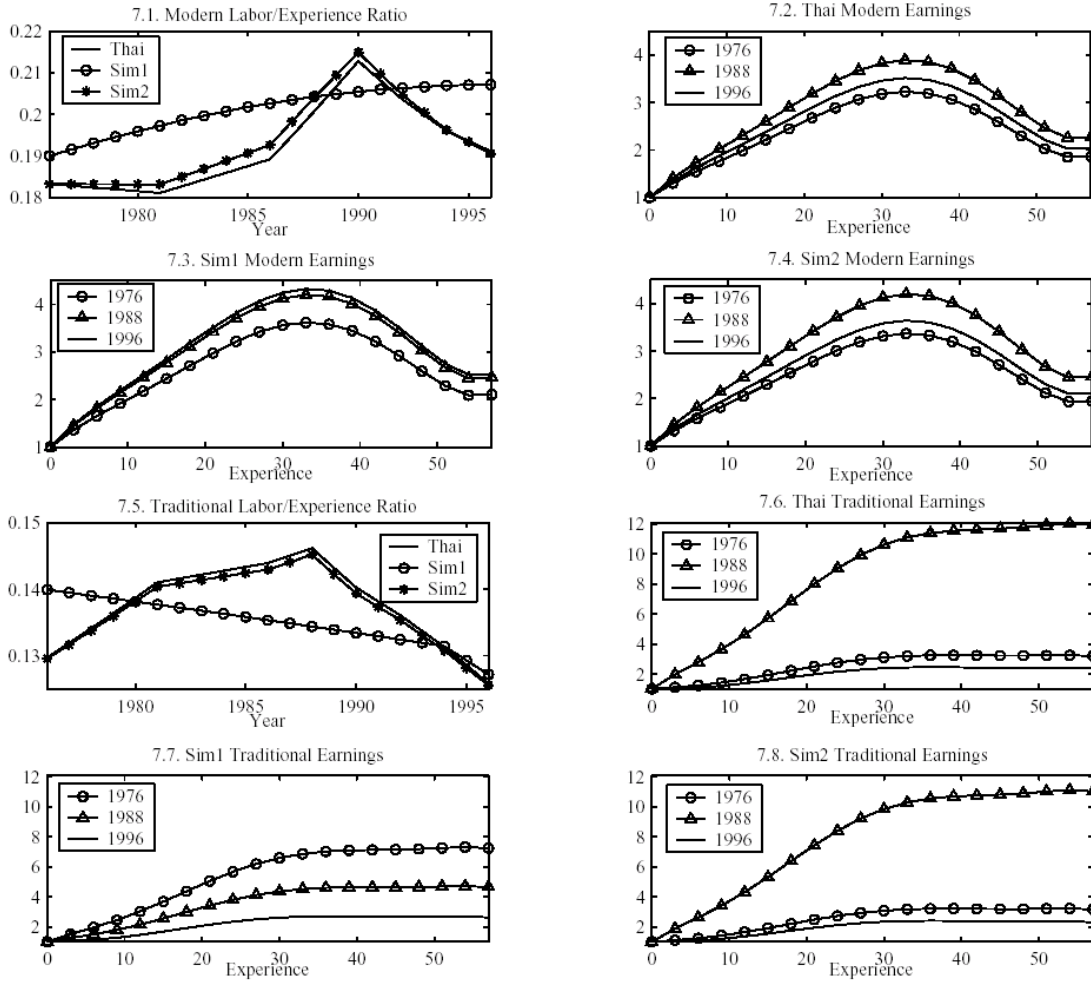 7.1. Modern Labor/Experience Ratio
0.22
0.21
0.2
0.19
0.18
Thai
Sim1
Sim2
1980 1985 1990 1995
Year
7.2. Thai Modern Earnings
4
3
2
1
1976
1988
1996
0 10 20 30 40 50
Experience
7.3. Sim1 Modern Earnings
4
3
2
1
1976
1988
1996
0 10 20 30 40 50
Experience
7.4. Sim2 Modern Earnings
4
3
2
1
1976
1988
1996
0 10 20 30 40 50
Experience
7.5. Traditional Labor/Experience Ratio
0.15
0.14
0.13
Thai
Sim1
Sim2
1980 1985 1990 1995
Year
7.6. Thai Traditional Earnings
12
10
8
6
4
2
1976
1988
1996
0 10 20 30 40 50
Experience
7.7. Sim1 Traditional Earnings
12
10
8
6
4
2
1976
1988
1996
0 10 20 30 40 50
Experience
7.8. Sim2 Traditional Earnings
12
10
8
6
4
2
1976
1988
1996
0 10 20 30 40 50
Experience